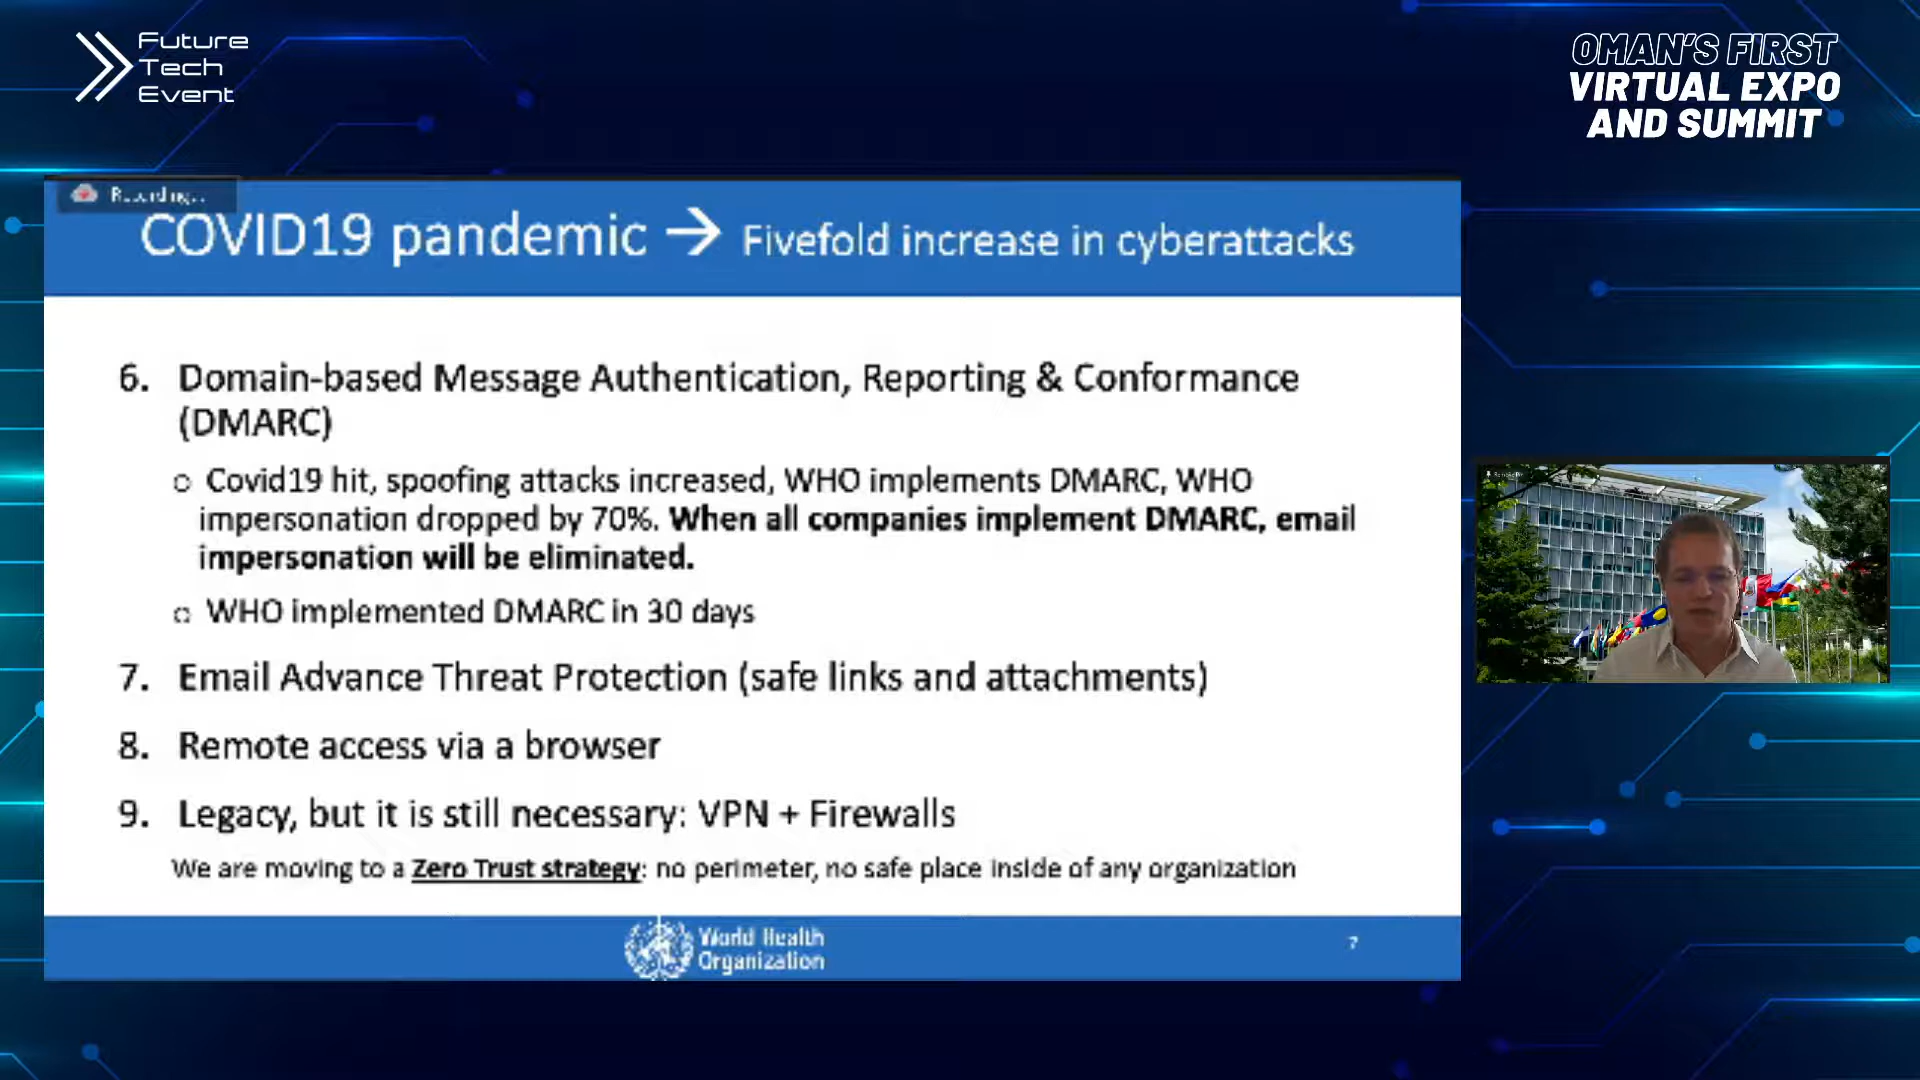 Future
Tech
Event
OMAN'S FIRST
VIRTUAL EXPO
AND SUMMIT
Recording...
COVID19 pandemic → Fivefold increase in cyberattacks
6. Domain-based Message Authentication, Reporting & Conformance
(DMARC)
○ Covid19 hit, spoofing attacks increased, WHO implements DMARC, WHO
impersonation dropped by 70%. When all companies implement DMARC, email
impersonation will be eliminated.
○ WHO implemented DMARC in 30 days
7. Email Advance Threat Protection (safe links and attachments)
8. Remote access via a browser
9. Legacy, but it is still necessary: VPN + Firewalls
We are moving to a Zero Trust strategy: no perimeter, no safe place inside of any organization
World Health
Organization
7